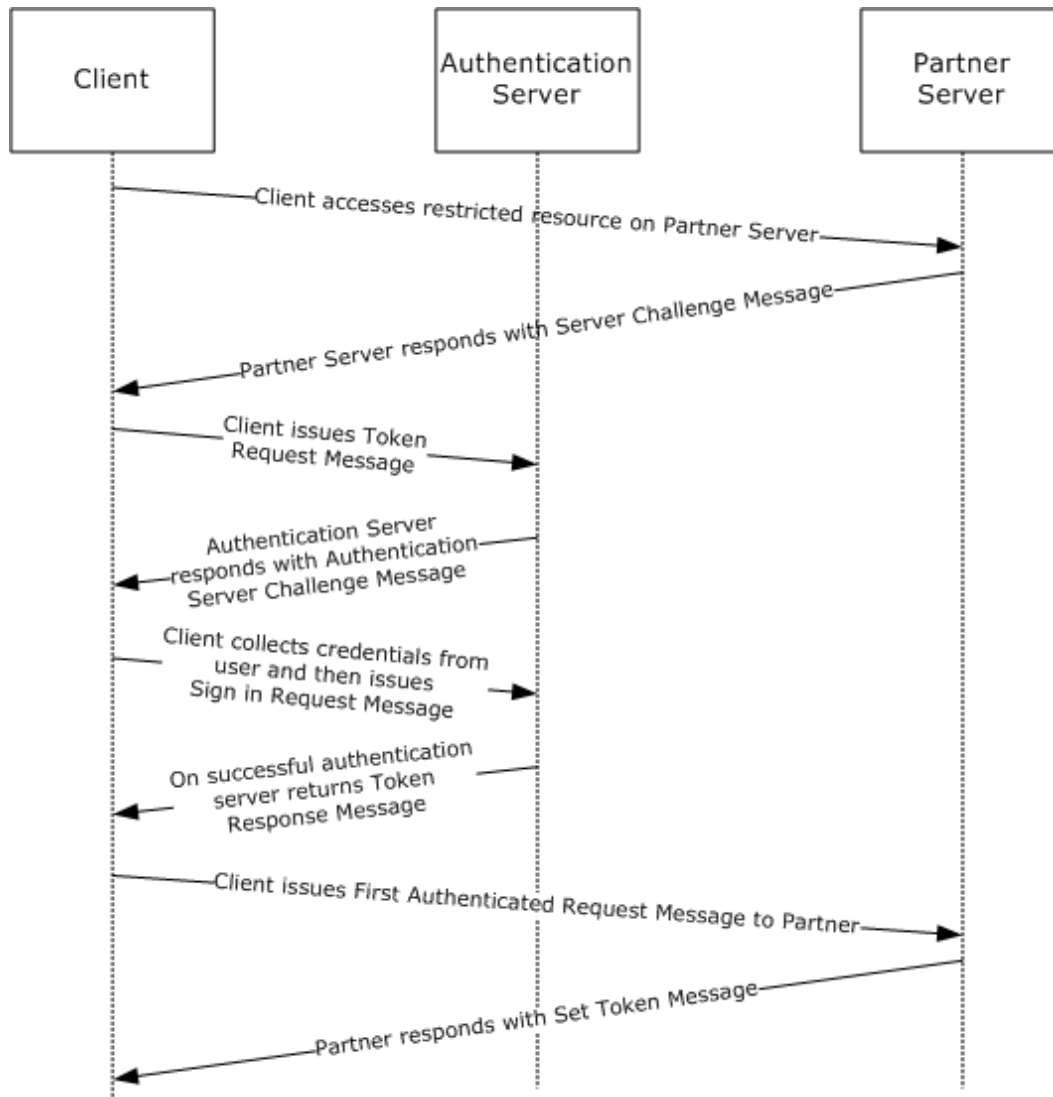 Client
Authentication
Server
Partner
Server
Client accesses restricted resource on Partner Server
Partner Server responds with Server Challenge Message
Client issues Token
Request Message
Authentication Server
responds with Authentication
Server Challenge Message
Client collects credentials from
user and then issues
Sign in Request Message
On successful authentication
server returns Token
Response Message
Client issues First Authenticated Request Message to Partner
Partner responds with Set Token Message